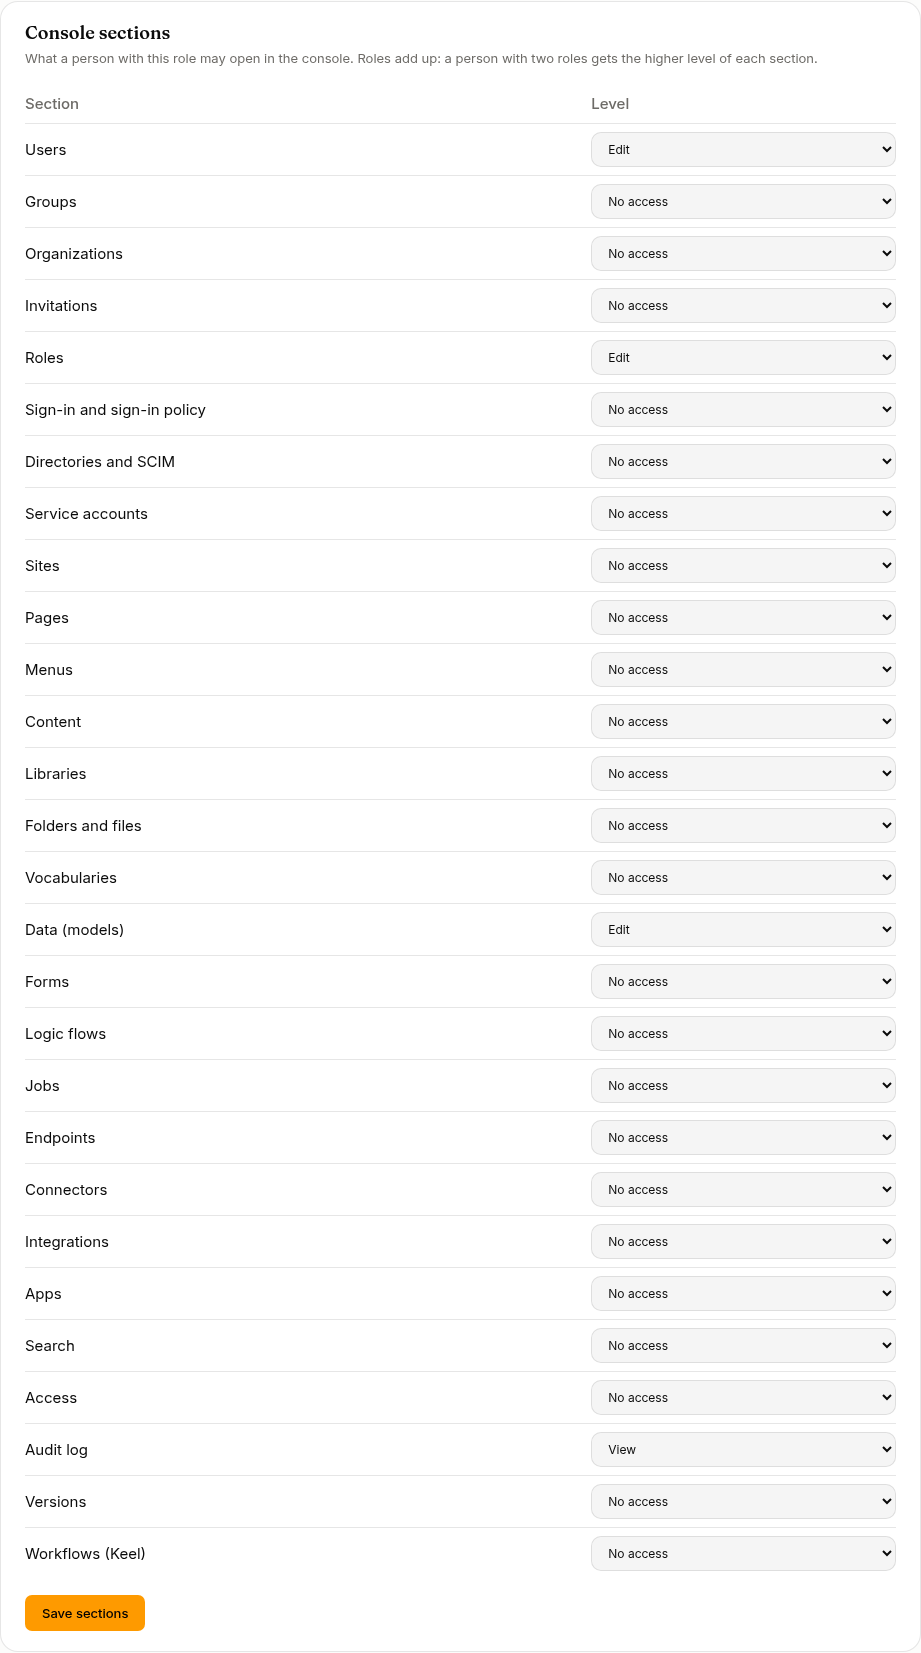 Console sections
What a person with this role may open in the console. Roles add up: a person with two roles gets the higher level of each section.
Section Level
Users Edit
Groups No access
Organizations No access
Invitations No access
Roles Edit
Sign-in and sign-in policy No access
Directories and SCIM No access
Service accounts No access
Sites No access
Pages No access
Menus No access
Content No access
Libraries No access
Folders and files No access
Vocabularies No access
Data (models) Edit
Forms No access
Logic flows No access
Jobs No access
Endpoints No access
Connectors No access
Integrations No access
Apps No access
Search No access
Access No access
Audit log View
Versions No access
Workflows (Keel) No access
Save sections